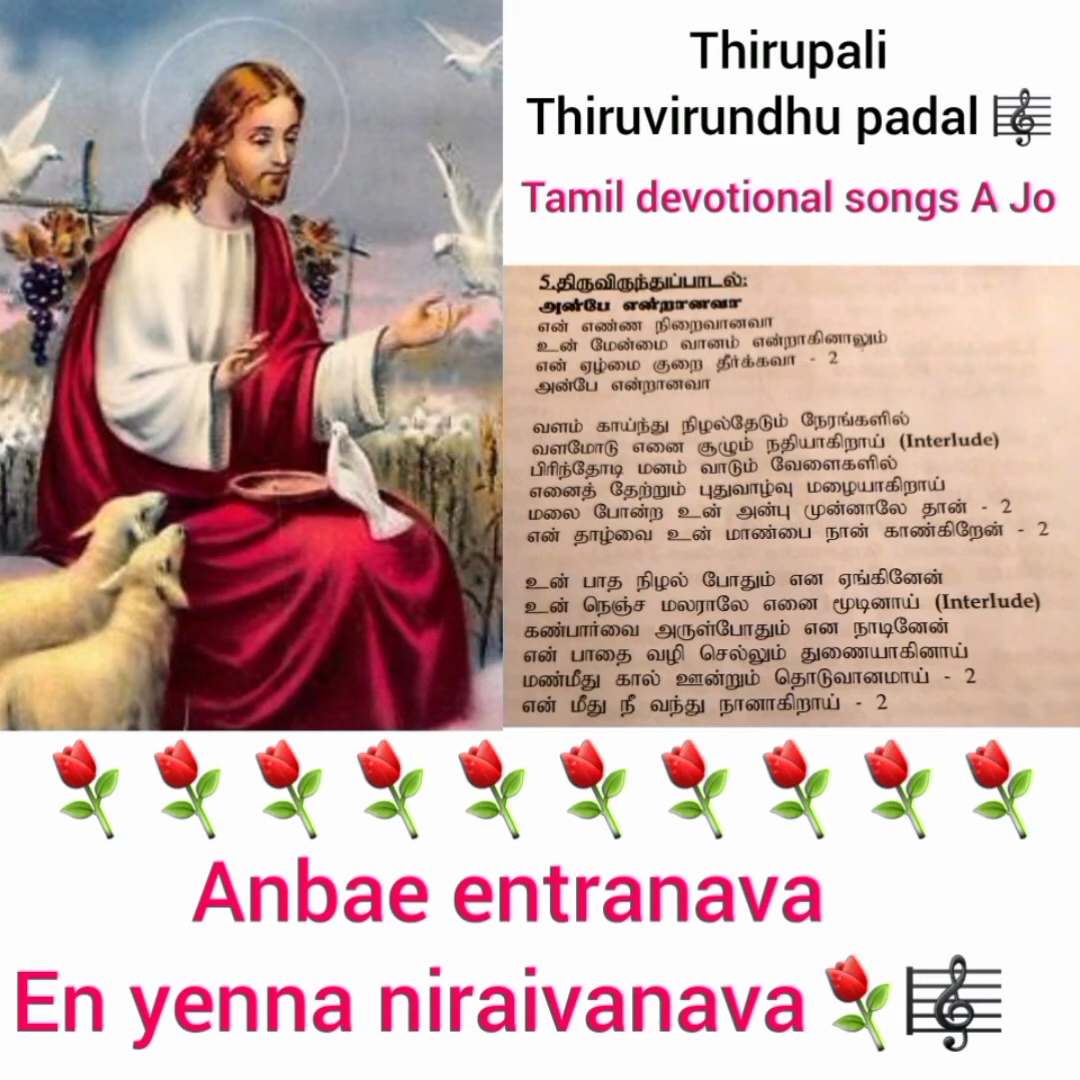 Thirupali
Thiruvirundhu padal
Tamil devotional songs A Jo
5.திருவிருந்துப்பாடல்:
அன்பே என்றானவா
என் எண்ண நிறைவானவா
உன் மேன்மை வானம் என்றாகினாலும்
என் ஏழ்மை குறை தீர்க்கவா - 2
அன்பே என்றானவா
வளம் காய்ந்து நிழல்தேடும் நேரங்களில்
வளமோடு எனை சூழும் நதியாகிறாய் (Interlude)
பிரிந்தோடி மனம் வாடும் வேளைகளில்
எனைத் தேற்றும் புதுவாழ்வு மழையாகிறாய்
மலை போன்ற உன் அன்பு முன்னாலே தான் - 2
என் தாழ்வை உன் மாண்பை நான் காண்கிறேன் - 2
உன் பாத நிழல் போதும் என ஏங்கினேன்
உன் நெஞ்ச மலராலே எனை மூடினாய் (Interlude)
கண்பார்வை அருள்போதும் என நாடினேன்
என் பாதை வழி செல்லும் துணையாகினாய்
மண்மீது கால் ஊன்றும் தொடுவானமாய் - 2
என் மீது நீ வந்து நானாகிறாய் - 2
Anbae entranava
En yenna niraivanava